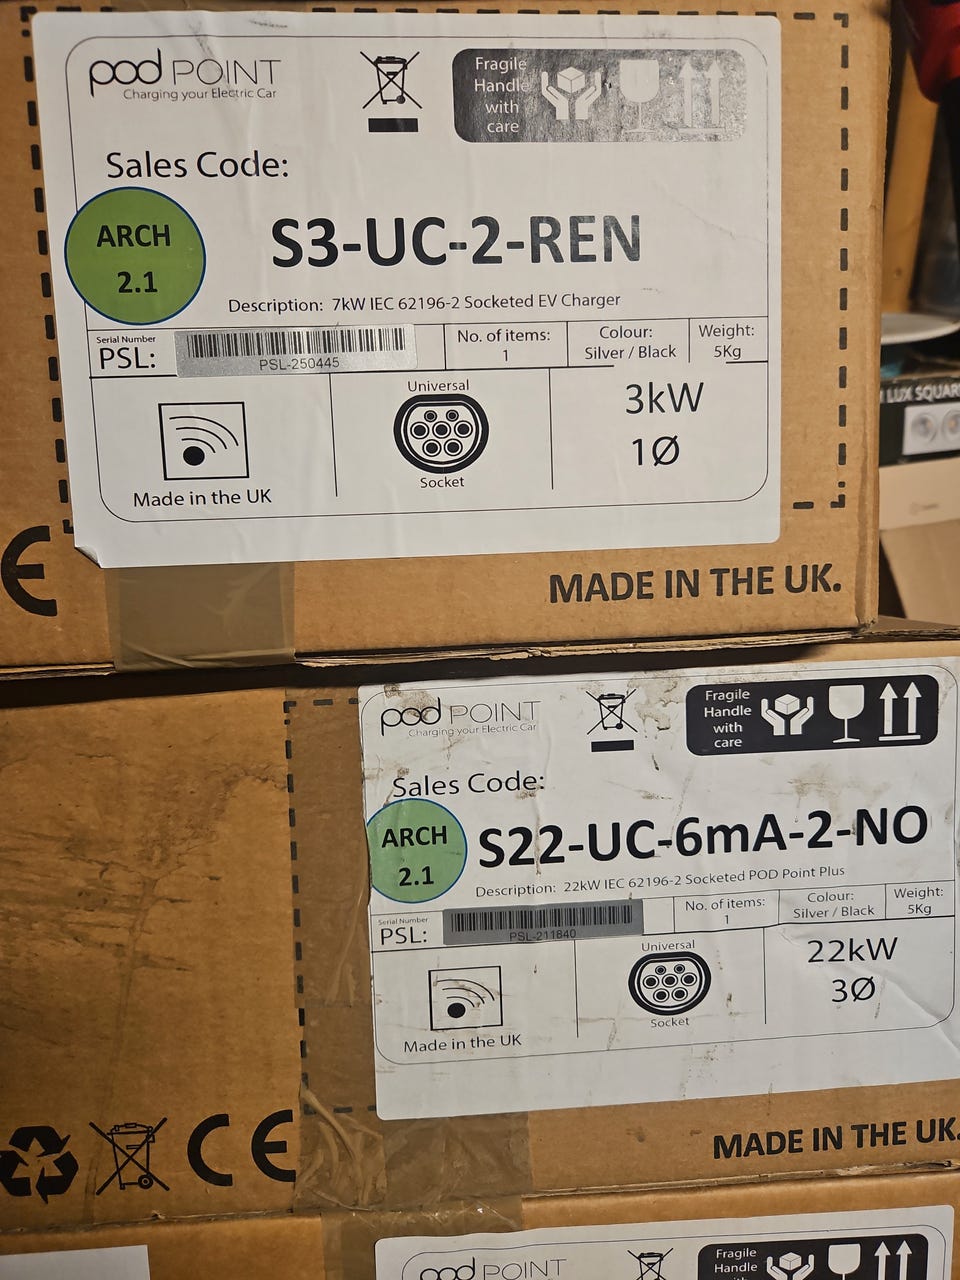 pod POINT
Charging your Electric Car
Fragile
Handle
with
care
Sales Code:
ARCH
2.1
S3-UC-2-REN
Description: 7kW IEC 62196-2 Socketed EV Charger
Serial Number
PSL:
PSL-250445
No. of items:
1
Colour:
Silver / Black
Weight:
5Kg
Made in the UK
Universal
Socket
3kW
1Ø
CE
MADE IN THE UK.
LUX SQUAR
pod POINT
Charging your Electric Car
Fragile
Handle
with
care
Sales Code:
ARCH
2.1
S22-UC-6mA-2-NO
Description: 22kW IEC 62196-2 Socketed POD Point Plus
Serial Number
PSL:
PSL-211840
No. of items:
1
Colour:
Silver / Black
Weight:
5Kg
Made in the UK
Universal
Socket
22kW
3Ø
CE
MADE IN THE UK.
pod POINT
Fragile
Handle